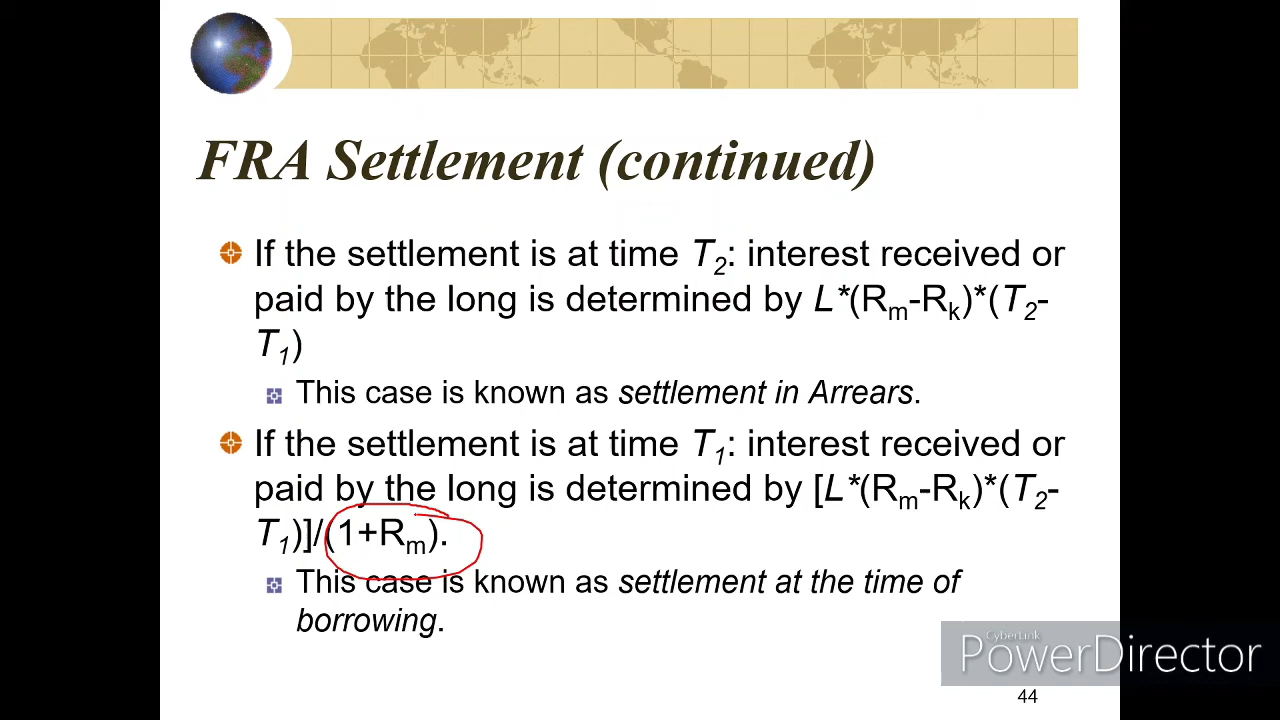 FRA Settlement (continued)
If the settlement is at time T2: interest received or
paid by the long is determined by L*(Rm-Rk)*(T2-
T1)
This case is known as settlement in Arrears.
If the settlement is at time T1: interest received or
paid by the long is determined by [L*(Rm-Rk)*(T2-
T1)]/(1+Rm).
This case is known as settlement at the time of
borrowing.
CyberLink
PowerDirector
44